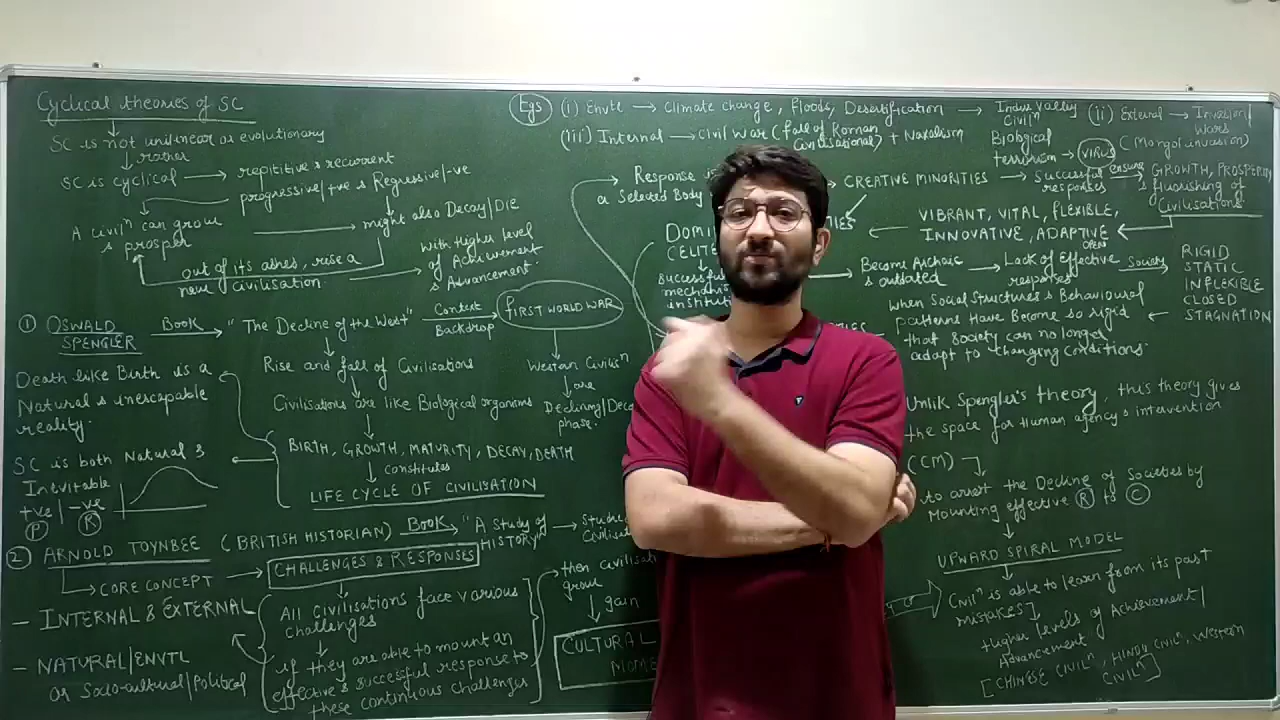 Cyclical theories of SC
SC is not unilinear or evolutionary
rather
SC is cyclical → repititive & recurrent
progressive/+ve & Regressive/-ve
A civilⁿ can grow & prosper → might also Decay/DIE
out of its ashes, rise a new civilisation → with Higher level of Achievement & Advancement.
① OSWALD SPENGLER Book → "The Decline of the West" Context Backdrop → FIRST WORLD WAR
Rise and fall of Civilisations
Civilisations are like Biological organisms
BIRTH, GROWTH, MATURITY, DECAY, DEATH
constitutes
LIFE CYCLE OF CIVILISATION
Western Civilisⁿ
are
Declining/
phase.
Death like Birth is a
Natural & inescapable
reality.
SC is both Natural &
Inevitable
+ve / -ve
Ⓟ Ⓡ
2. ARNOLD TOYNBEE (BRITISH HISTORIAN) Book → "A Study of HISTORY"
CORE CONCEPT → CHALLENGES & RESPONSES
- INTERNAL & EXTERNAL
- NATURAL/ENVTL
or Socio-cultural/Political
All Civilisations face various
challenges
if they are able to mount an
effective & successful response to
these continuous challenges
then
grow
gain
CULTURAL
Egs (i) Envtl → Climate change, Floods, Desertification → Indus Valley Civilⁿ (ii) External → Invasion/ Wars
(iii) Internal → Civil War (fall of Roman Civilisational) + Naxalism Biological terrorism → VIRUS (Mongol invasion)
Response
a Selected Body
CREATIVE MINORITIES → Successful responses ensuring → GROWTH, PROSPERITY & flourishing of Civilisations
VIBRANT, VITAL, FLEXIBLE,
INNOVATIVE, ADAPTIVE
OPEN
Become Archaic & outdated → Lack of Effective responses Society → RIGID
STATIC
INFLEXIBLE
CLOSED
STAGNATION
when Social Structures & Behavioural
patterns Have Become so rigid
that Society can no longer
adapt to changing conditions.
Unlik Spengler's theory, this theory gives
the space for Human agency & intervention
(CM)
to arrest the Decline of Societies by
Mounting effective Ⓡ to Ⓒ
UPWARD SPIRAL MODEL
Civilⁿ is able to learn from its past
mistakes
Higher levels of Achievement/
Advancement
[CHINESE CIVILⁿ, HINDU CIVILⁿ, Western
CIVILⁿ]